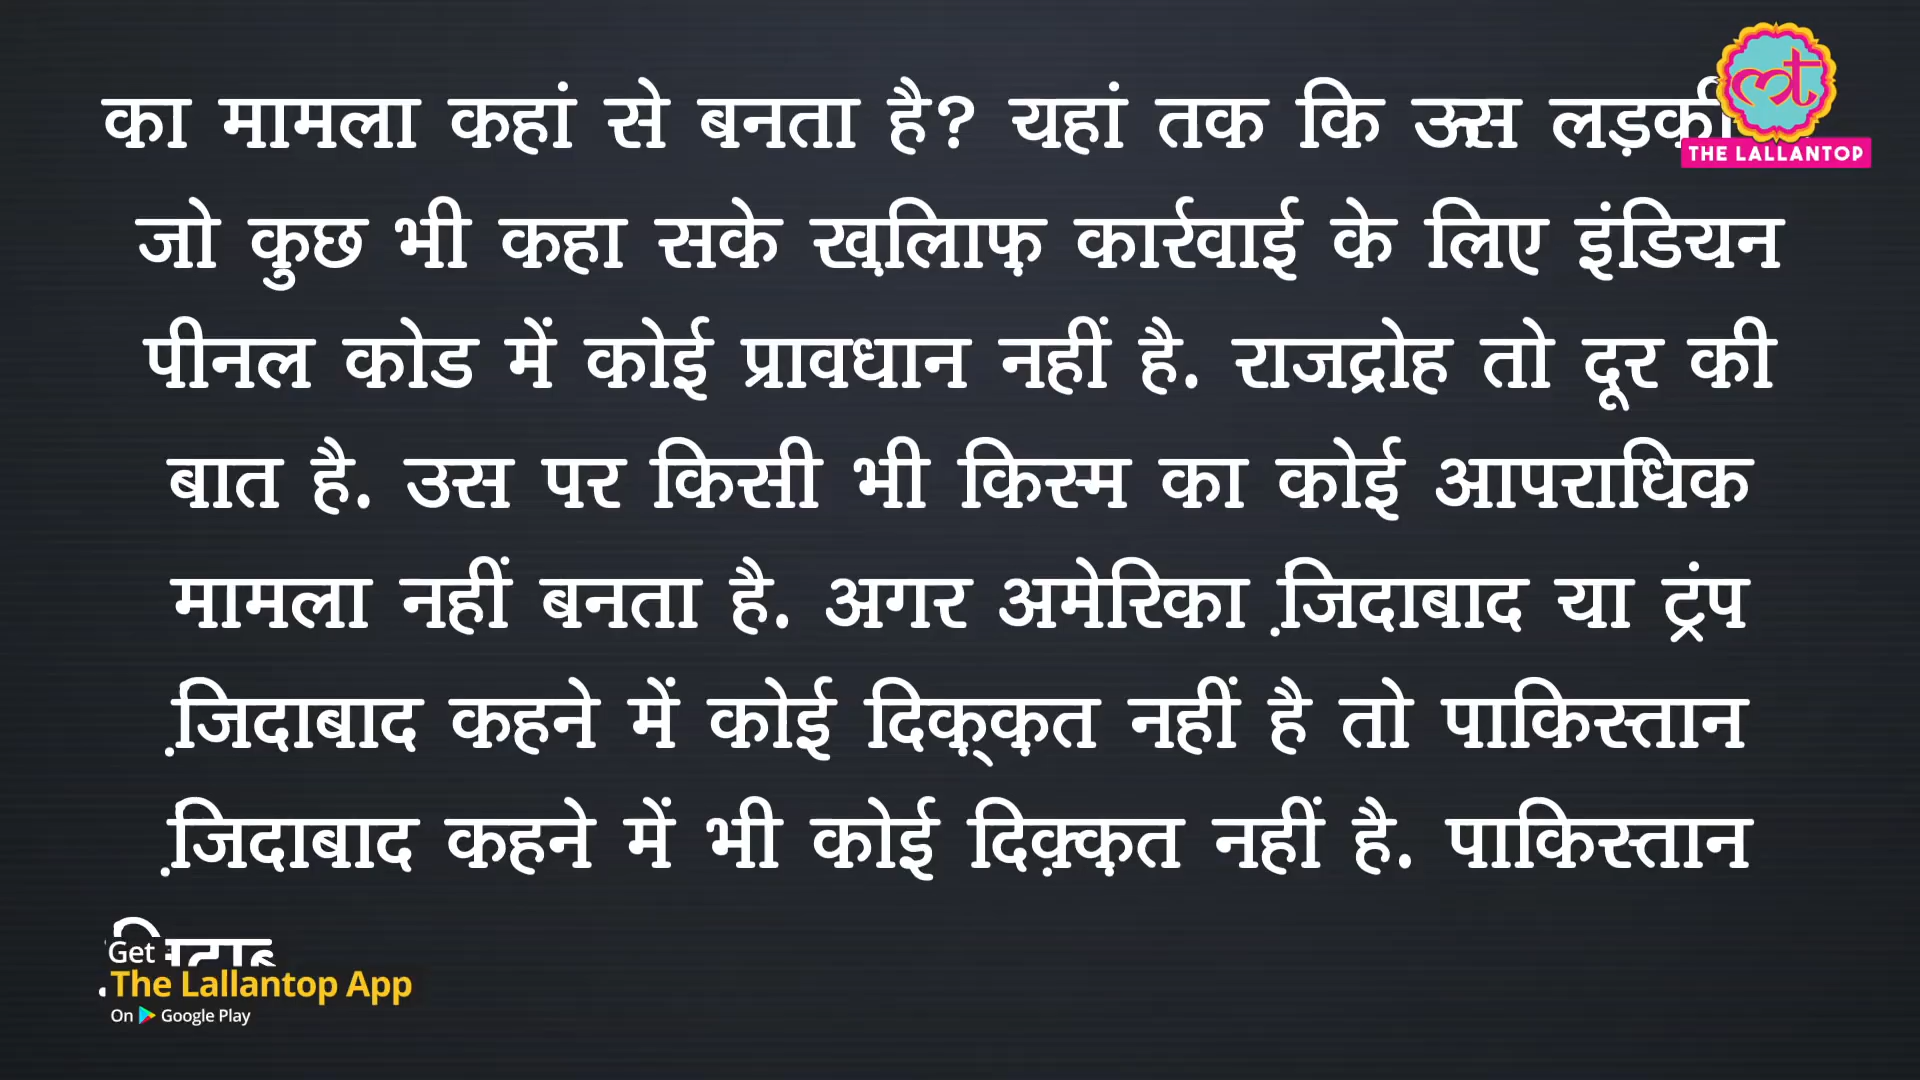 का मामला कहां से बनता है? यहां तक कि उस लड़की
THE LALLANTOP
जो कुछ भी कहा सके ख़िलाफ़ कार्रवाई के लिए इंडियन
पीनल कोड में कोई प्रावधान नहीं है. राजद्रोह तो दूर की
बात है. उस पर किसी भी किस्म का कोई आपराधिक
मामला नहीं बनता है. अगर अमेरिका ज़िंदाबाद या ट्रंप
ज़िंदाबाद कहने में कोई दिक़्क़त नहीं है तो पाकिस्तान
ज़िंदाबाद कहने में भी कोई दिक़्क़त नहीं है. पाकिस्तान
Get
The Lallantop App
On Google Play